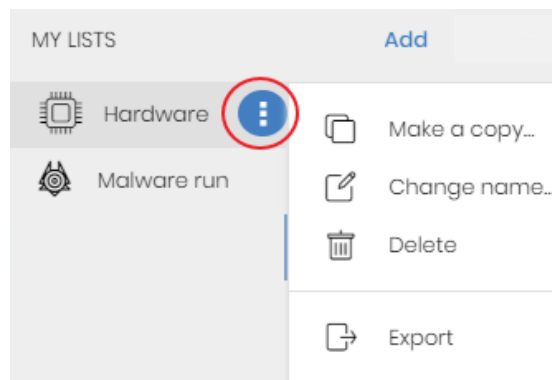 MY LISTS
Add
Hardware
Make a copy...
Malware run
Change name...
Delete
Export